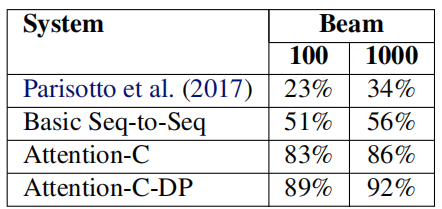 System Beam
100 1000
Parisotto et al. (2017) 23% 34%
Basic Seq-to-Seq 51% 56%
Attention-C 83% 86%
Attention-C-DP 89% 92%